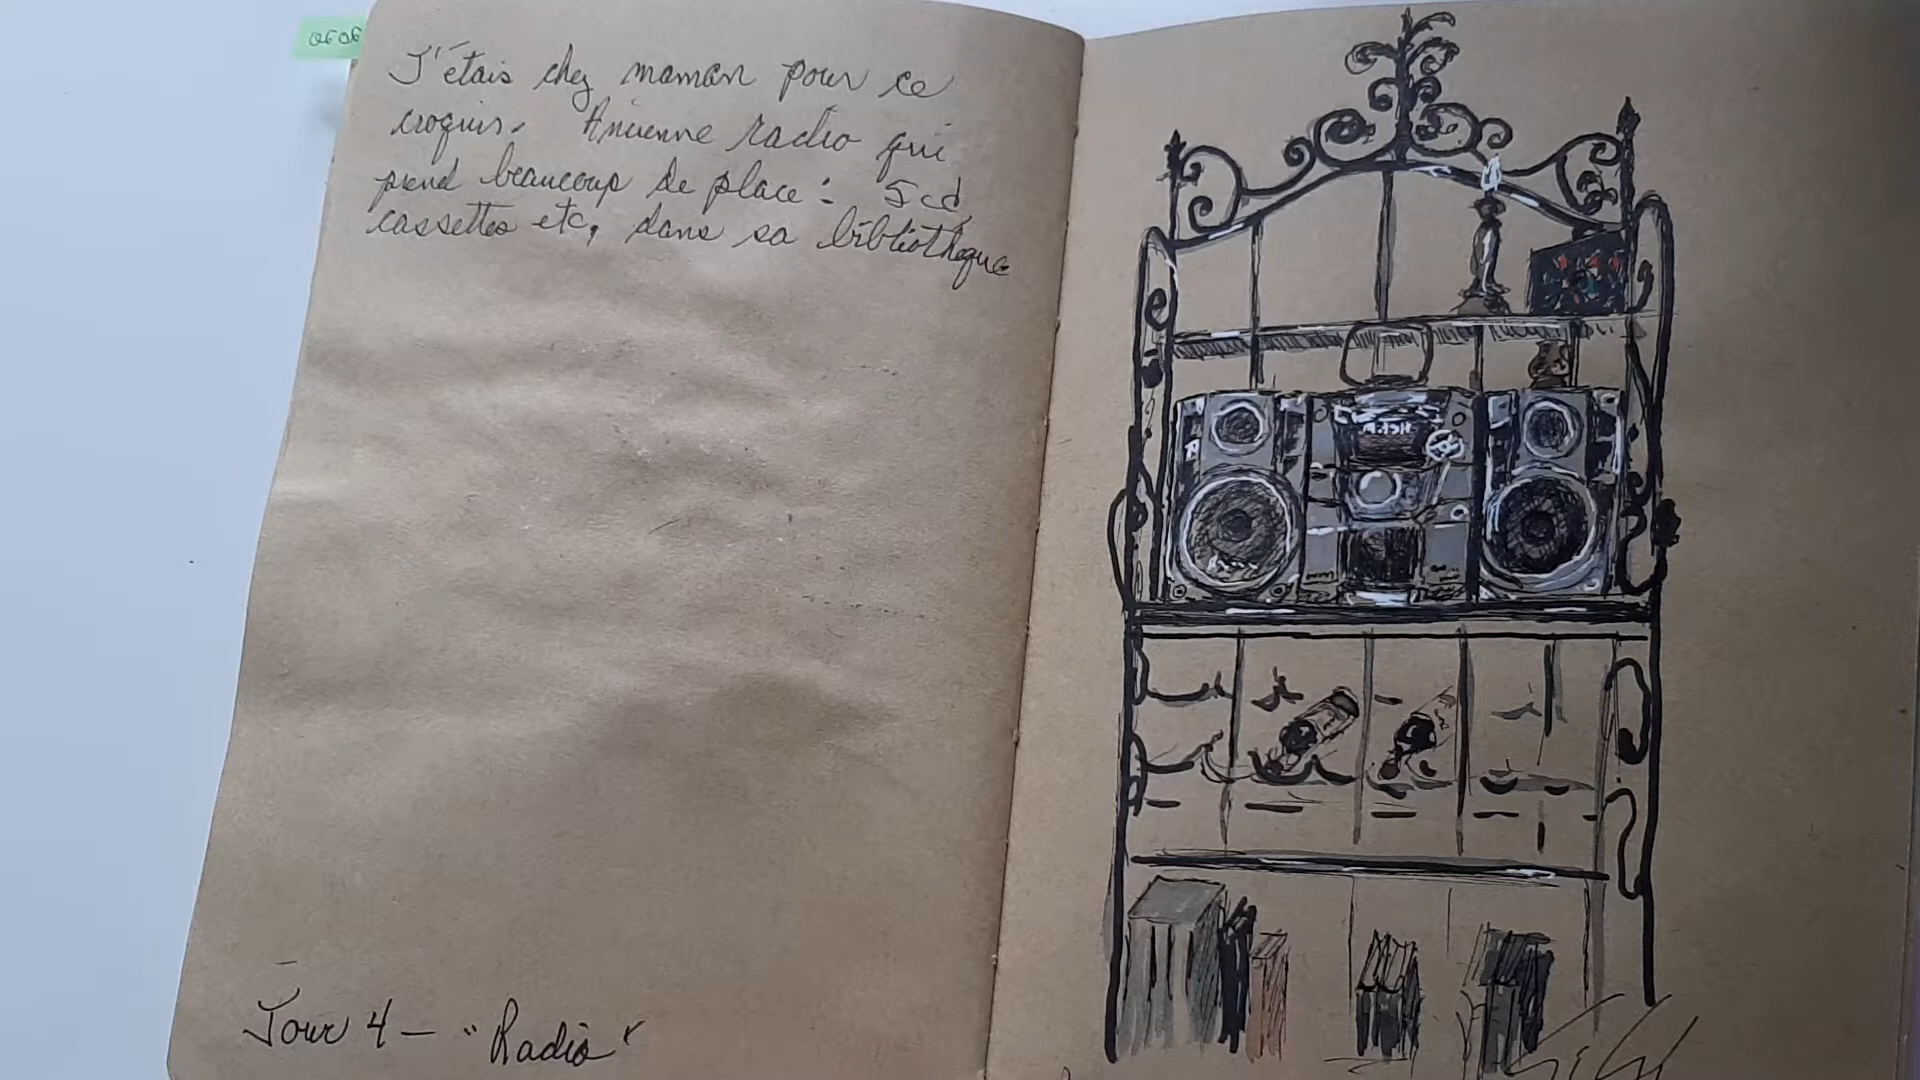 J'étais chez maman pour ce
croquis. Ancienne radio qui
prend beaucoup de place: 5 cd
cassettes etc, dans sa bibliothèque
Jour 4 - "Radio"